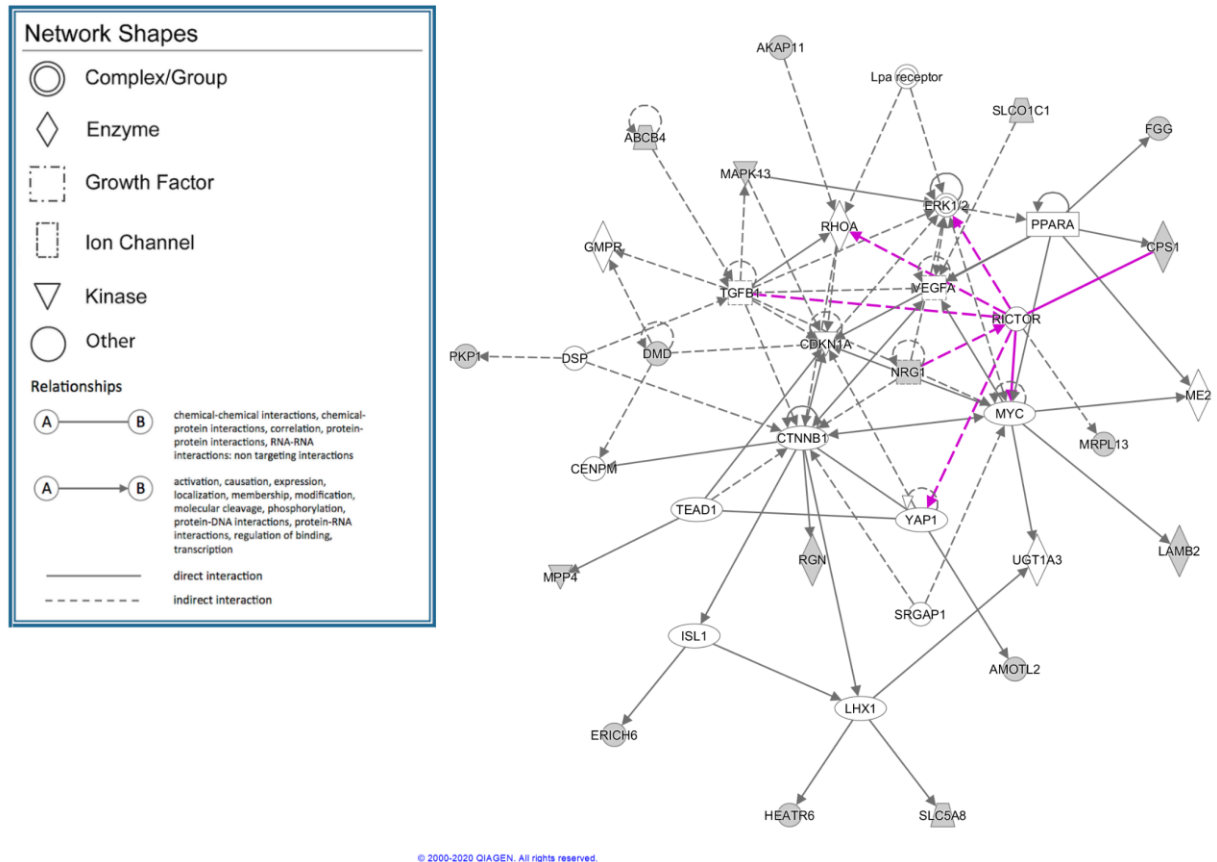 Network Shapes
Complex/Group
Enzyme
Growth Factor
Ion Channel
Kinase
Other
Relationships
A B
chemical-chemical interactions, chemical-
protein interactions, correlation, protein-
protein interactions, RNA-RNA
interactions: non targeting interactions
A B
activation, causation, expression,
localization, membership, modification,
molecular cleavage, phosphorylation,
protein-DNA interactions, protein-RNA
interactions, regulation of binding,
transcription
direct interaction
indirect interaction
AKAP11
Lpa receptor
SLCO1C1
FGG
ABCB4
MAPK13
ERK1/2
PPARA
RHOA
GMPR
CPS1
TGFB1
VEGFA
RICTOR
CDKN1A
PKP1
DSP
DMD
NRG1
ME2
MYC
MRPL13
CTNNB1
CENPM
TEAD1
YAP1
LAMB2
UGT1A3
RGN
MPP4
SRGAP1
ISL1
AMOTL2
LHX1
ERICH6
HEATR6
SLC5A8
© 2000-2020 QIAGEN. All rights reserved.